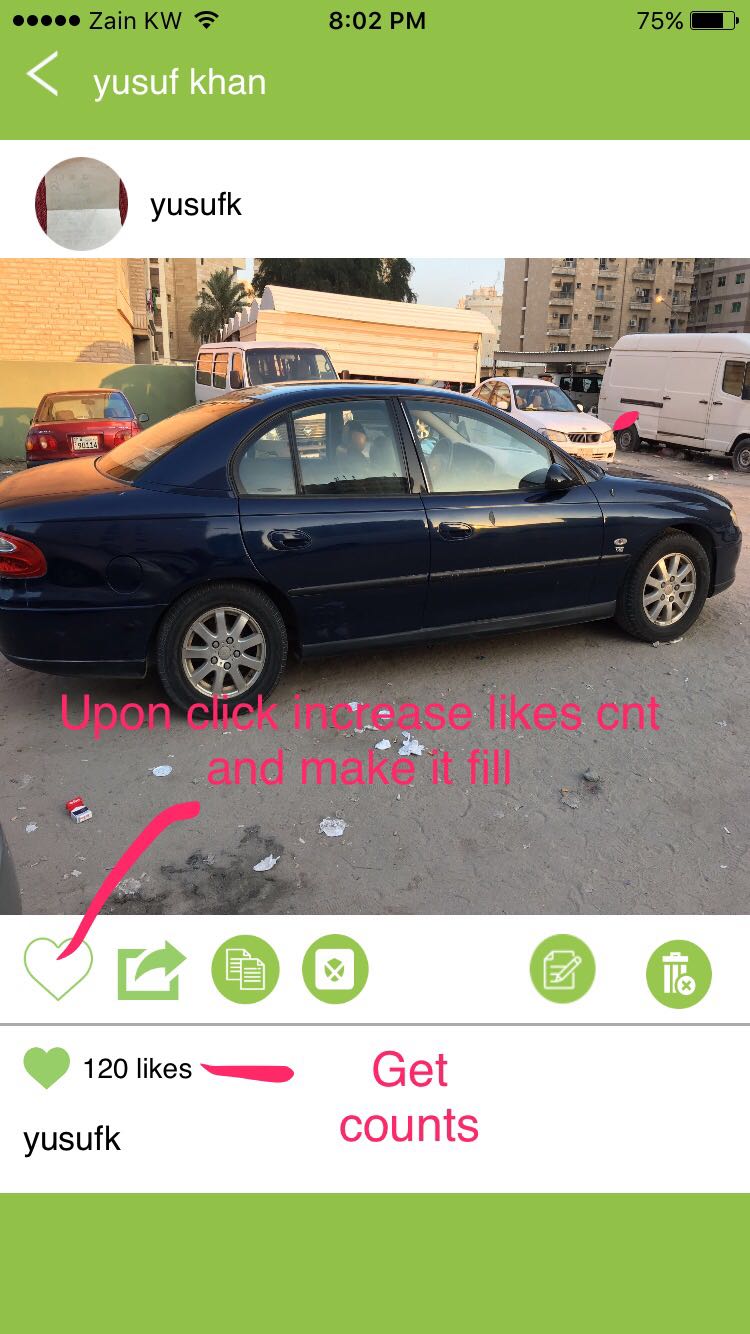 Zain KW
8:02 PM
75%
yusuf khan
yusufk
90114
Upon click increase likes cnt
and make it fill
120 likes
Get
counts
yusufk